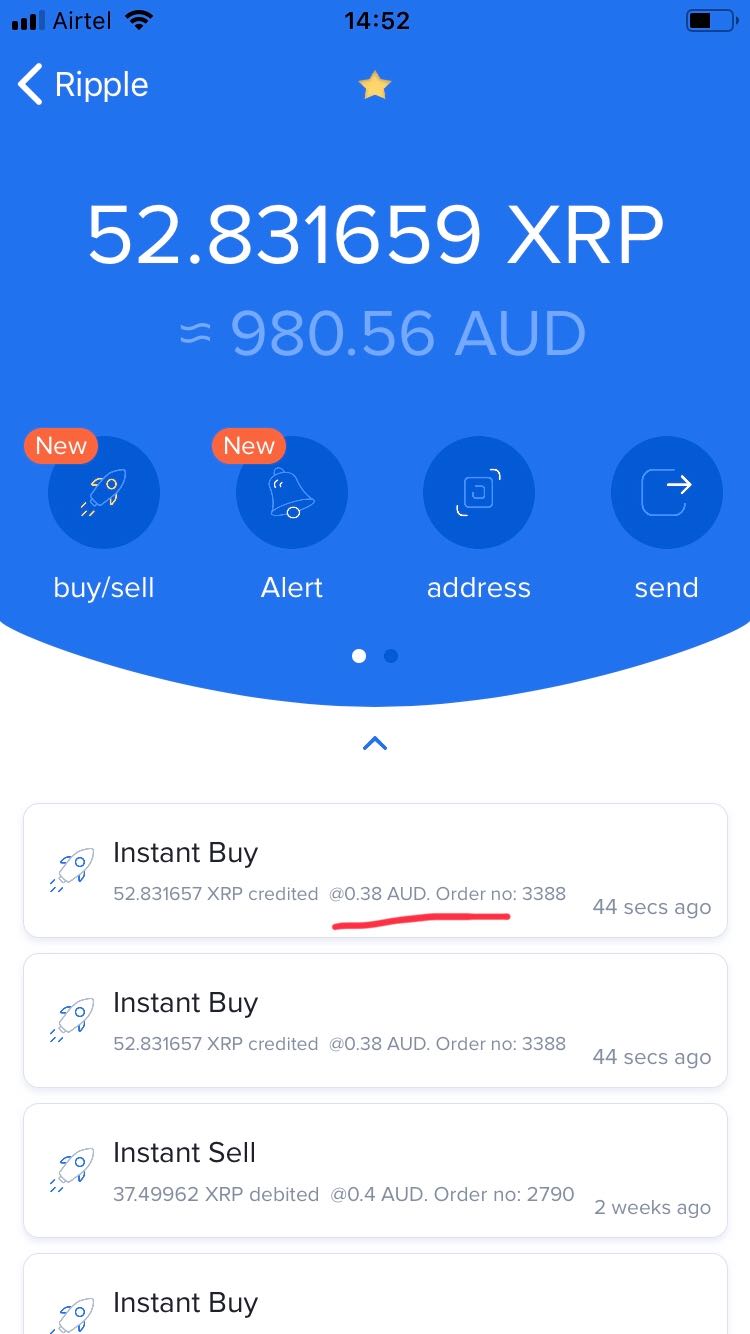 Airtel 14:52
Ripple
52.831659 XRP
≈ 980.56 AUD
New New
buy/sell Alert address send
Instant Buy
52.831657 XRP credited @0.38 AUD. Order no: 3388
44 secs ago
Instant Buy
52.831657 XRP credited @0.38 AUD. Order no: 3388
44 secs ago
Instant Sell
37.49962 XRP debited @0.4 AUD. Order no: 2790
2 weeks ago
Instant Buy